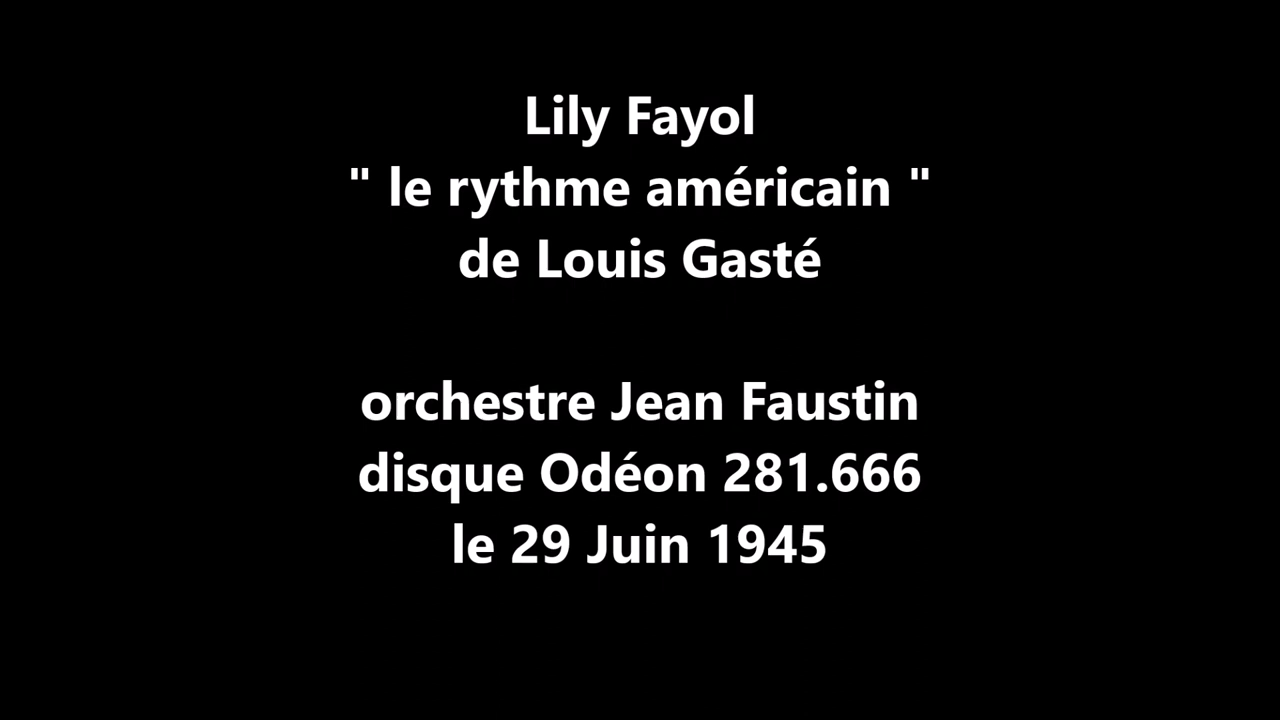 Lily Fayol
" le rythme américain "
de Louis Gasté
orchestre Jean Faustin
disque Odéon 281.666
le 29 Juin 1945